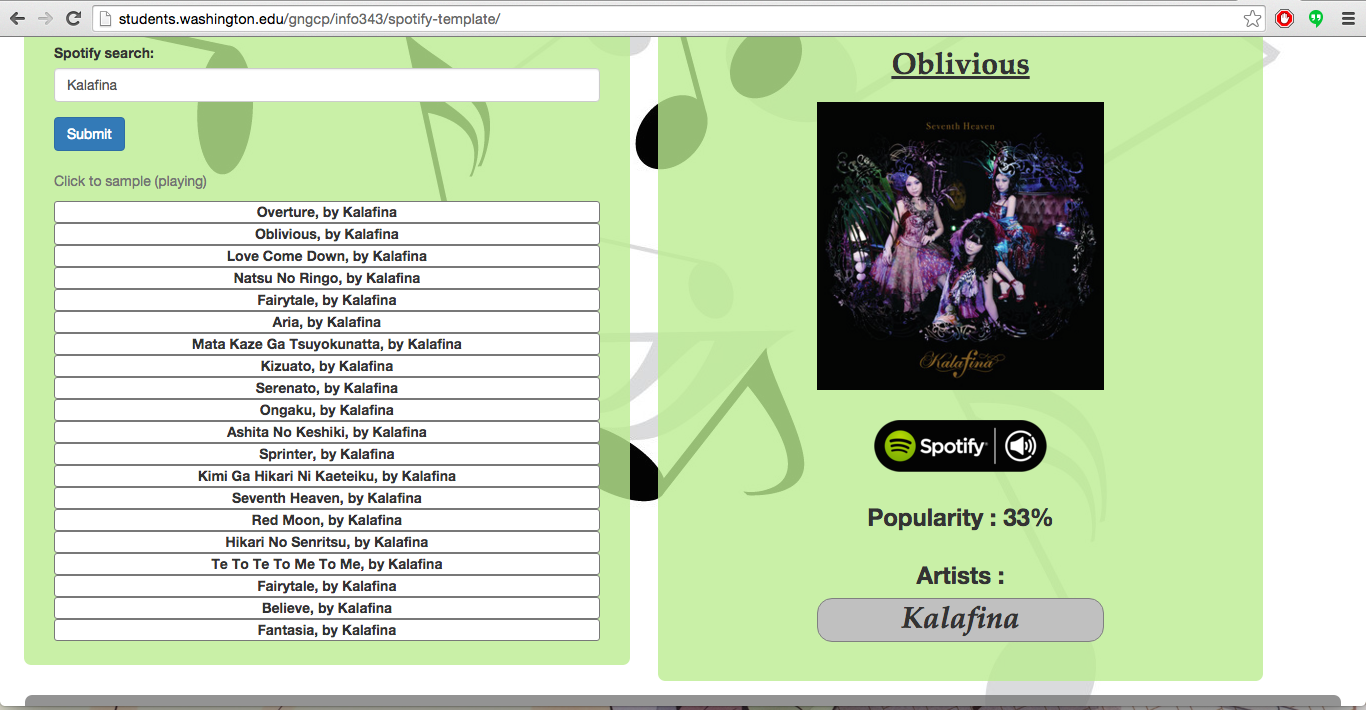 students.washington.edu/gngcp/info343/spotify-template/
Spotify search:
Kalafina
Submit
Click to sample (playing)
Overture, by Kalafina
Oblivious, by Kalafina
Love Come Down, by Kalafina
Natsu No Ringo, by Kalafina
Fairytale, by Kalafina
Aria, by Kalafina
Mata Kaze Ga Tsuyokunatta, by Kalafina
Kizuato, by Kalafina
Serenato, by Kalafina
Ongaku, by Kalafina
Ashita No Keshiki, by Kalafina
Sprinter, by Kalafina
Kimi Ga Hikari Ni Kaeteiku, by Kalafina
Seventh Heaven, by Kalafina
Red Moon, by Kalafina
Hikari No Senritsu, by Kalafina
Te To Te To Me To Me, by Kalafina
Fairytale, by Kalafina
Believe, by Kalafina
Fantasia, by Kalafina
Oblivious
Seventh Heaven
Kalafina
Spotify
Popularity : 33%
Artists :
Kalafina